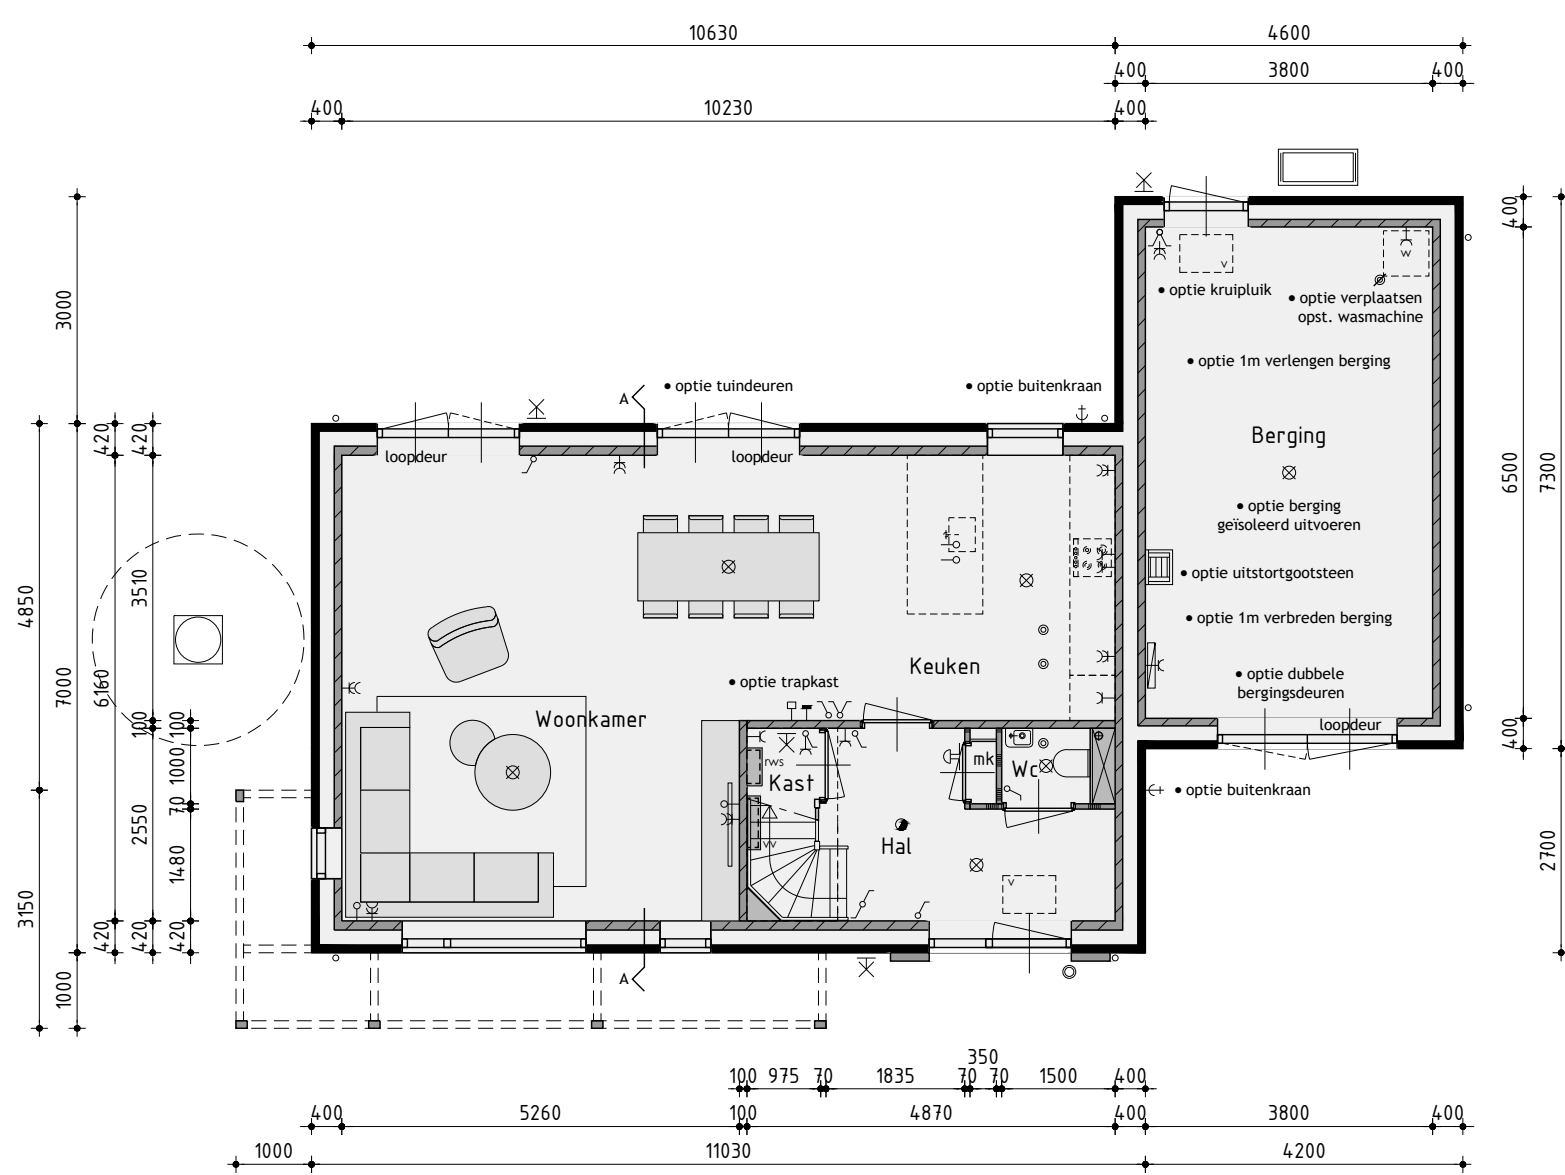 10630
4600
400
3800
400
400
10230
400
3000
400
• optie kruipluik
• optie verplaatsen
opst. wasmachine
v
w
• optie 1m verlengen berging
A
• optie tuindeuren
• optie buitenkraan
420
420
loopdeur
loopdeur
Berging
6500
7300
• optie berging
geïsoleerd uitvoeren
4850
3510
• optie uitstortgootsteen
• optie 1m verbreden berging
7000
6160
Keuken
• optie trapkast
• optie dubbele
bergingsdeuren
Woonkamer
100
100
loopdeur
400
1000
rws
Kast
mk
Wc
• optie buitenkraan
70
2550
1480
vv
Hal
2700
3150
v
420
420
420
A
1000
350
100
975
70
1835
70
70
1500
400
400
5260
100
4870
400
3800
400
1000
11030
4200